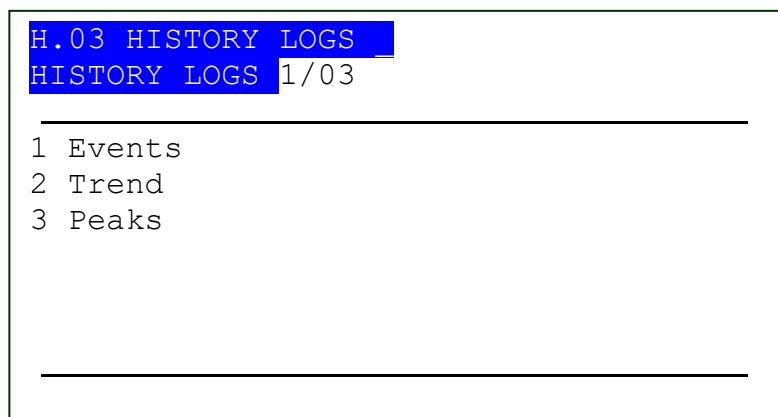 H.03 HISTORY LOGS _
HISTORY LOGS 1/03
1 Events
2 Trend
3 Peaks